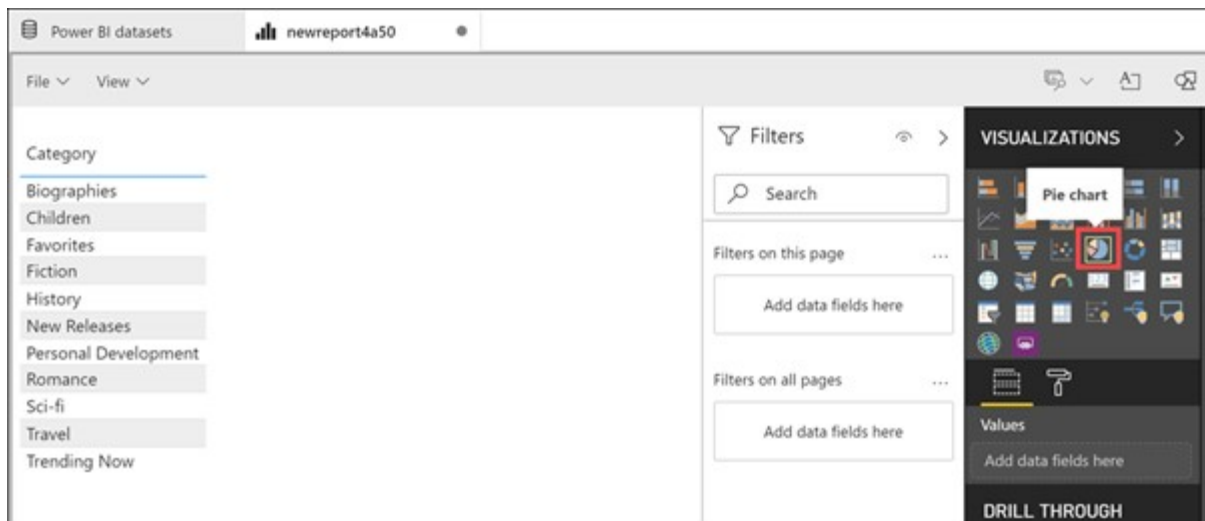 Power BI datasets
newreport4a50
File
View
Category
Biographies
Children
Favorites
Fiction
History
New Releases
Personal Development
Romance
Sci-fi
Travel
Trending Now
Filters
Search
Filters on this page
...
Add data fields here
Filters on all pages
...
Add data fields here
VISUALIZATIONS
Pie chart
Values
Add data fields here
DRILL THROUGH